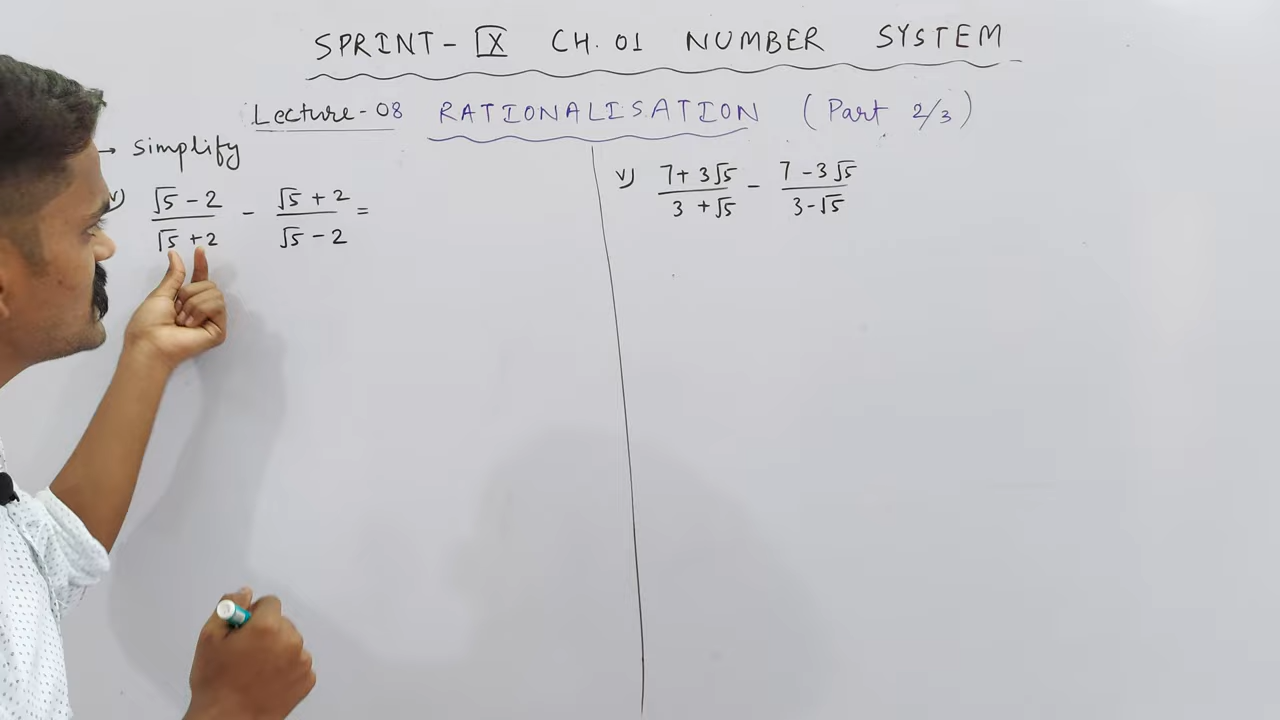 SPRINT-IX CH. 01 NUMBER SYSTEM
Lecture-08 RATIONALISATION (Part 2/3)
→ Simplify
v) (√5 - 2)/(√5 + 2) - (√5 + 2)/(√5 - 2) =
v) (7 + 3√5)/(3 + √5) - (7 - 3√5)/(3 - √5)